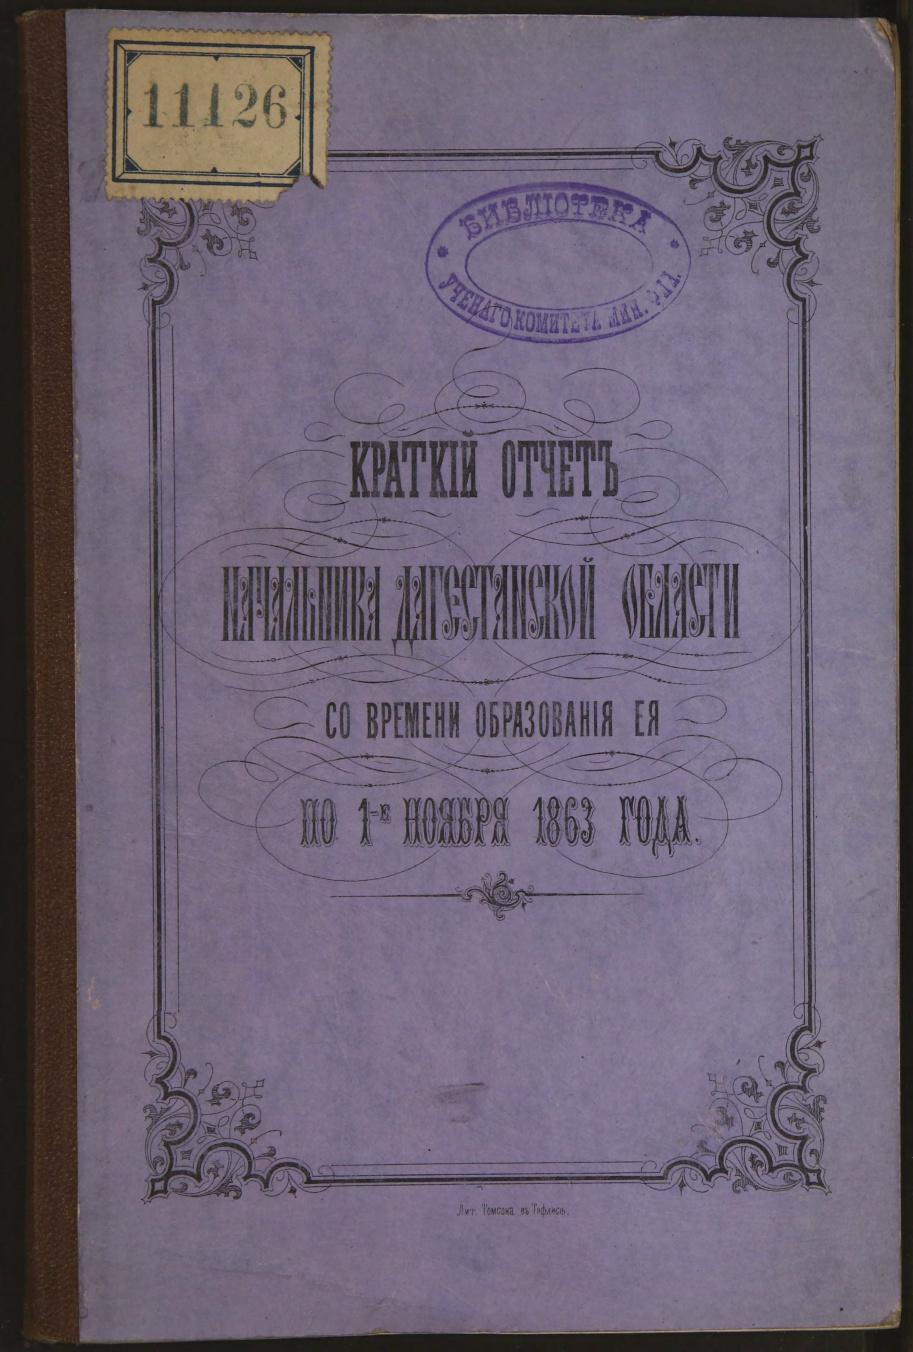 11126
БИБЛІОТЕКА
УЧЕНАГО КОМИТЕТА МИН.
КРАТКІЙ ОТЧЕТЪ
НАЧАЛЬНИКА ДАГЕСТАНСКОЙ ОБЛАСТИ
СО ВРЕМЕНИ ОБРАЗОВАНІЯ ЕЯ
ПО 1-е НОЯБРЯ 1863 ГОДА.
Лит. Томсона въ Тифлисѣ.